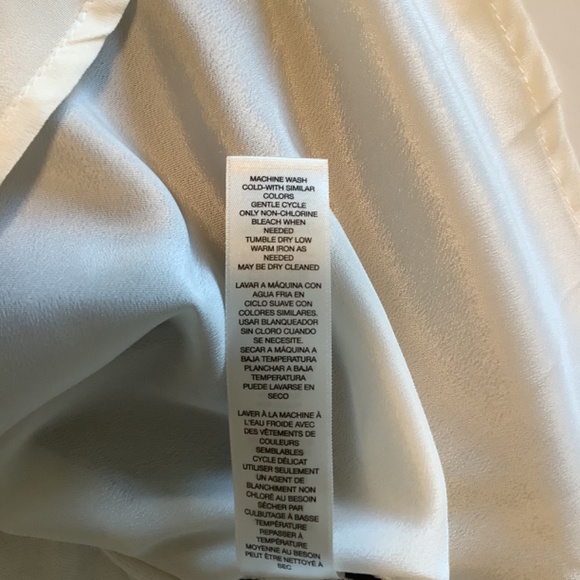 MACHINE WASH
COLD-WITH SIMILAR
COLORS
GENTLE CYCLE
ONLY NON-CHLORINE
BLEACH WHEN
NEEDED
TUMBLE DRY LOW
WARM IRON AS
NEEDED
MAY BE DRY CLEANED
LAVAR A MÁQUINA CON
AGUA FRIA EN
CICLO SUAVE CON
COLORES SIMILARES.
USAR BLANQUEADOR
SIN CLORO CUANDO
SE NECESITE.
SECAR A MÁQUINA A
BAJA TEMPERATURA
PLANCHAR A BAJA
TEMPERATURA
PUEDE LAVARSE EN
SECO
LAVER À LA MACHINE À
L'EAU FROIDE AVEC
DES VÊTEMENTS DE
COULEURS
SEMBLABLES
CYCLE DÉLICAT
UTILISER SEULEMENT
UN AGENT DE
BLANCHIMENT NON
CHLORÉ AU BESOIN
SÉCHER PAR
CULBUTAGE À BASSE
TEMPÉRATURE
REPASSER À
TEMPÉRATURE
MOYENNE AU BESOIN
PEUT ÊTRE NETTOYÉ À
SEC